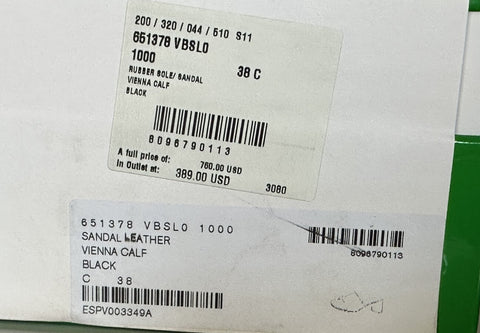 200 / 320 / 044 / 510 S11
651378 VBSL0
1000 38 C
RUBBER SOLE/ SANDAL
VIENNA CALF
BLACK
8096790113
A full price of: 760.00 USD
In Outlet at: 389.00 USD
3080
651378 VBSL0 1000
SANDAL LEATHER
VIENNA CALF
BLACK
C 38
8096790113
ESPV003349A